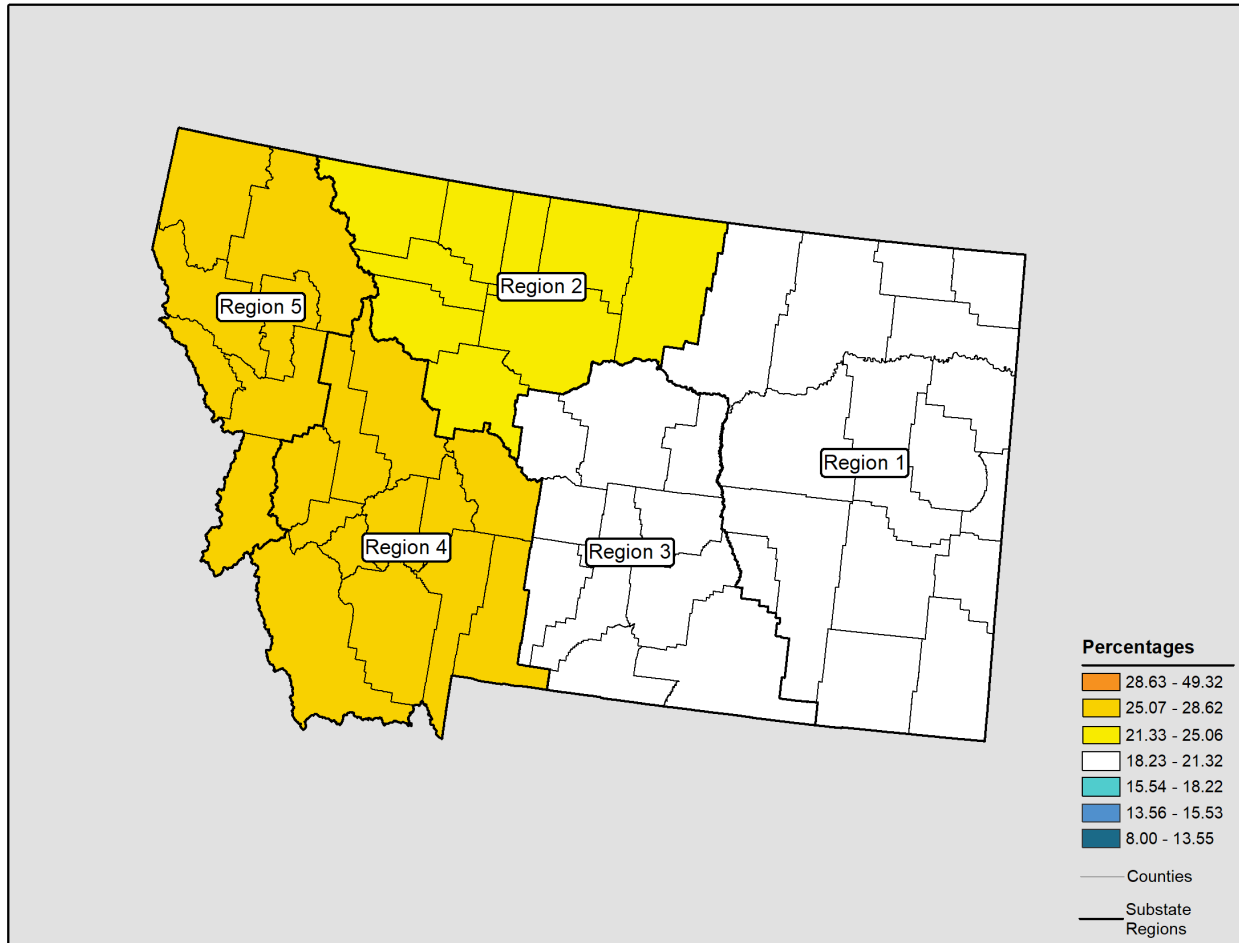 Region 5
Region 2
Region 1
Region 4
Region 3
Percentages
28.63 - 49.32
25.07 - 28.62
21.33 - 25.06
18.23 - 21.32
15.54 - 18.22
13.56 - 15.53
8.00 - 13.55
Counties
Substate
Regions